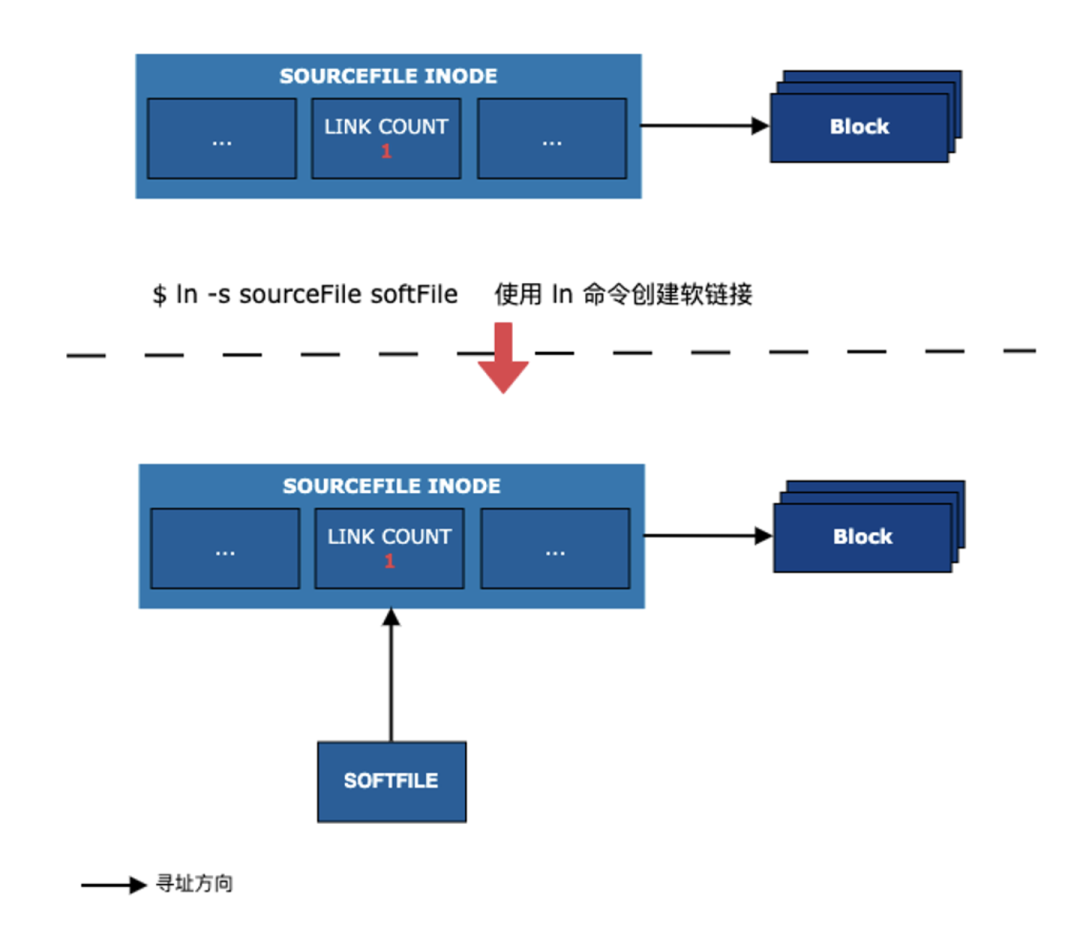 SOURCEFILE INODE
...
LINK COUNT
1
...
Block
$ ln -s sourceFile softFile 使用 ln 命令创建软链接
SOURCEFILE INODE
...
LINK COUNT
1
...
Block
SOFTFILE
寻址方向